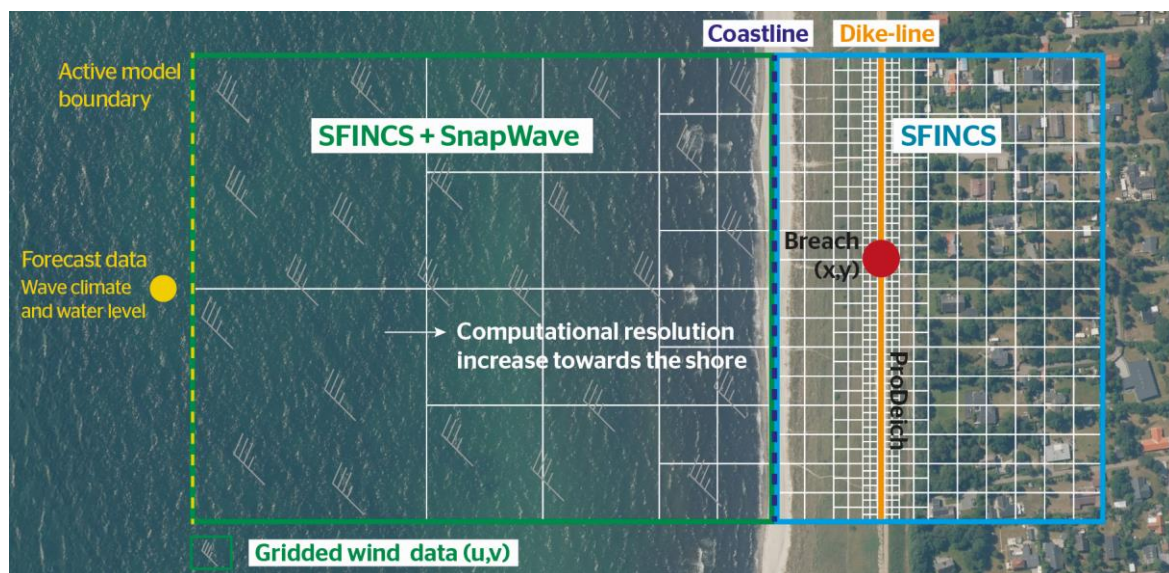 Coastline
Dike-line
Active model
boundary
SFINCS + SnapWave
SFINCS
Breach
(x,y)
Forecast data
Wave climate
and water level
Computational resolution
increase towards the shore
ProDeich
Gridded wind data (u,v)